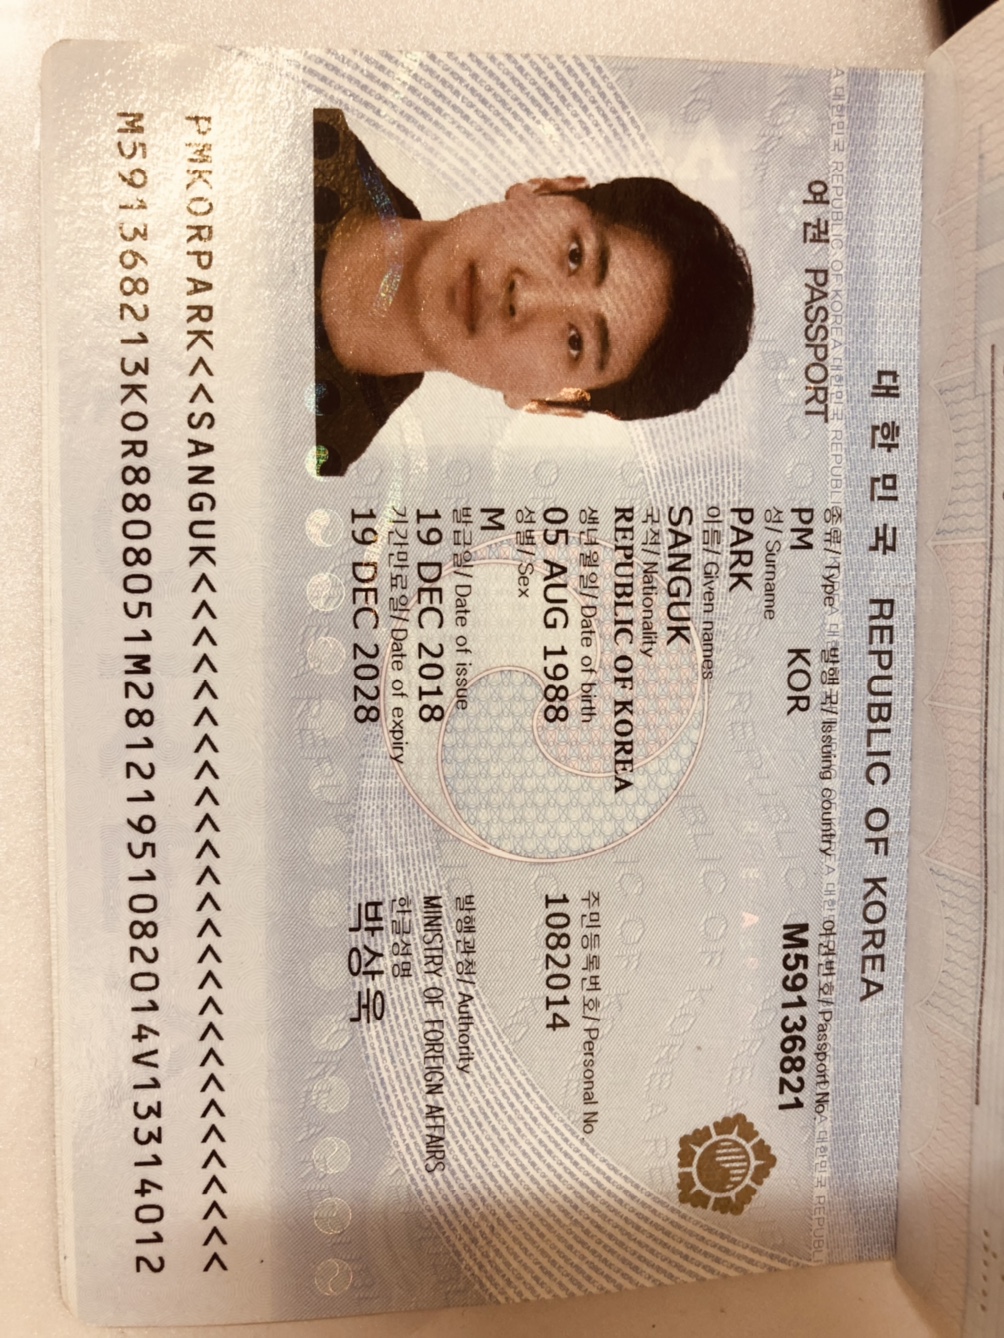 대한민국 REPUBLIC OF KOREA
여권 PASSPORT
종류/Type 발행국/Issuing country 여권번호/Passport No
PM KOR M59136821
성/Surname
PARK
이름/Given names
SANGUK
국적/Nationality
REPUBLIC OF KOREA
생년월일/Date of birth 주민등록번호/Personal No.
05 AUG 1988 1082014
성별/Sex
M
발급일/Date of issue 발행관청/Authority
19 DEC 2018 MINISTRY OF FOREIGN AFFAIRS
기간만료일/Date of expiry 한글성명
19 DEC 2028 박상욱
PMKORPARK<<SANGUK<<<<<<<<<<<<<<<<<<<<<<<<<<<
M591368213KOR8808051M28121951082014V13314012